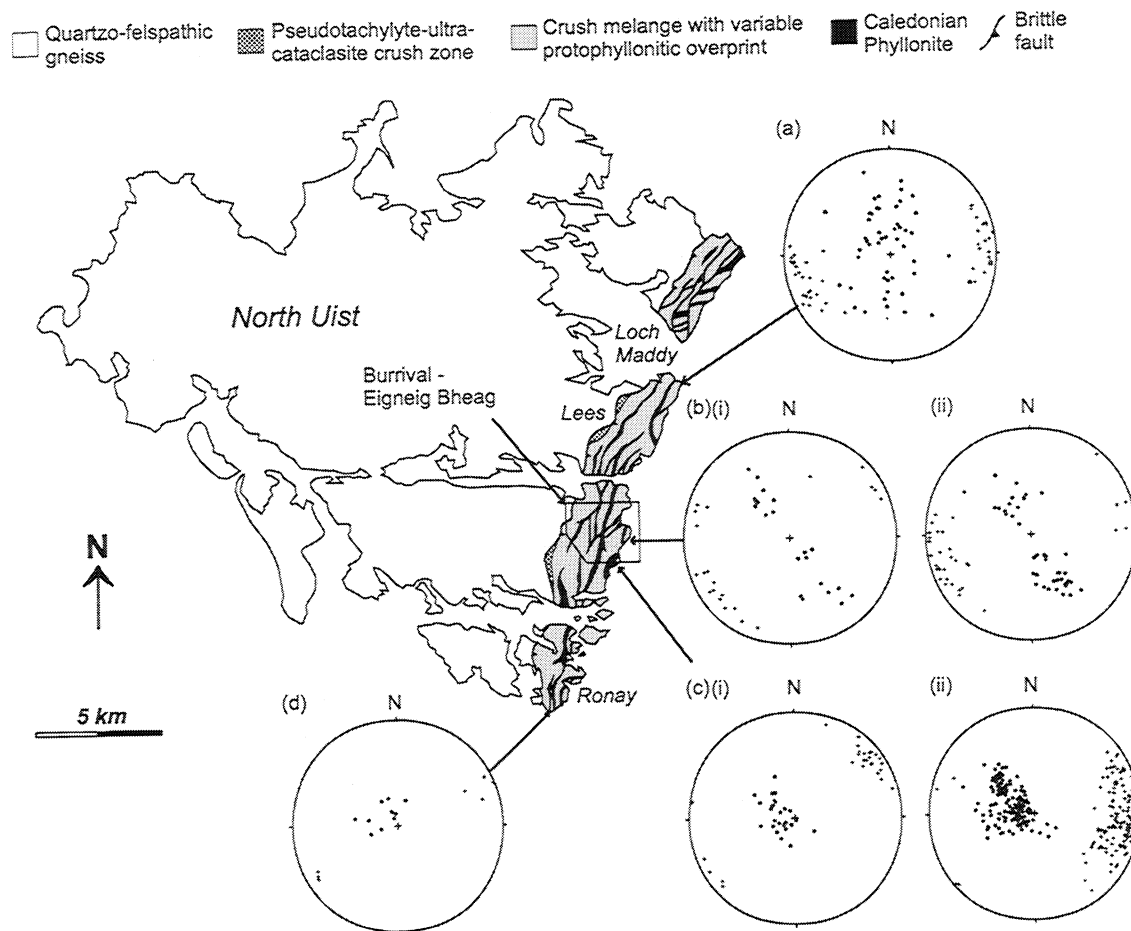 Quartzo-felspathic
gneiss
Pseudotachylyte-ultra-
cataclasite crush zone
Crush melange with variable
protophyllonitic overprint
Caledonian
Phyllonite
Brittle
fault
(a)
N
North Uist
Loch
Maddy
Burrival -
Eigneig Bheag
Lees
(b)(i)
N
(ii)
N
N
Ronay
(c)(i)
N
(ii)
N
(d)
N
5 km